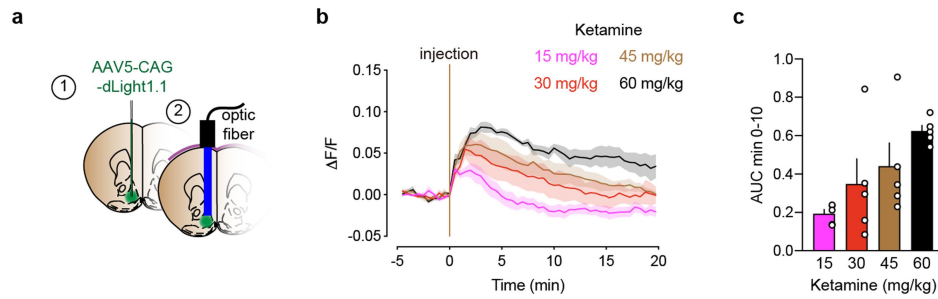 a
1
AAV5-CAG
-dLight1.1
2
optic
fiber
b
injection
Ketamine
15 mg/kg
45 mg/kg
30 mg/kg
60 mg/kg
ΔF/F
0.15
0.10
0.05
0.00
-0.05
-5
0
5
10
15
20
Time (min)
c
AUC min 0-10
1.0
0.8
0.6
0.4
0.2
0.0
15
30
45
60
Ketamine (mg/kg)